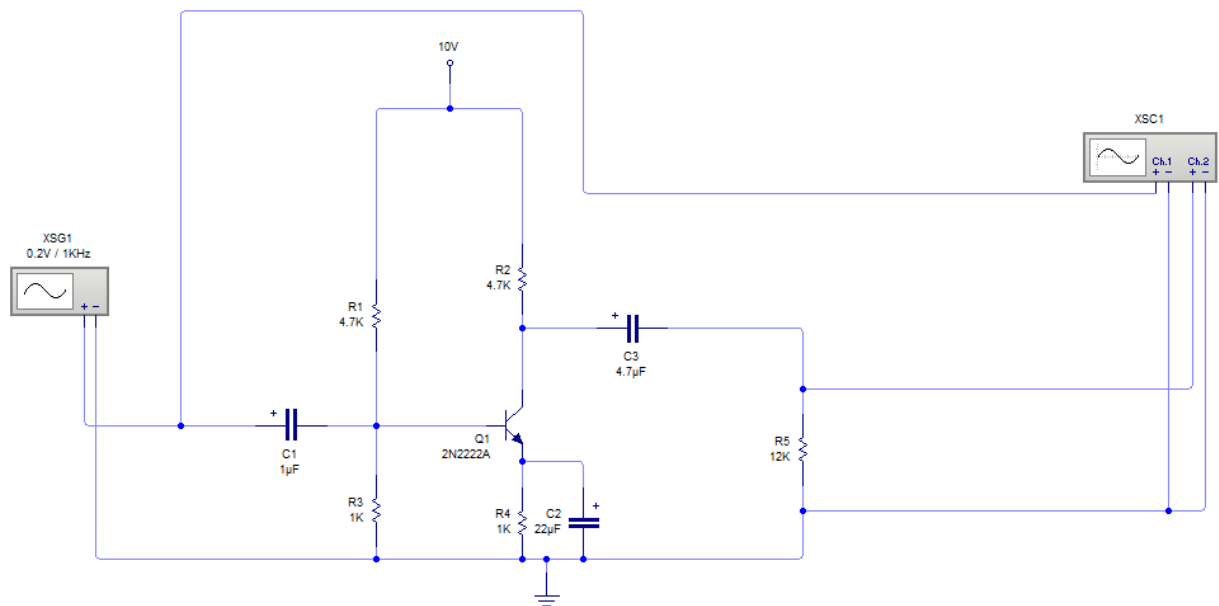 10V
XSC1
Ch.1 Ch.2
+ − + −
XSG1
0.2V / 1KHz
+ −
R2
4.7K
R1
4.7K
+
C3
4.7µF
+
C1
1µF
Q1
2N2222A
R5
12K
R3
1K
R4
1K
+
C2
22µF